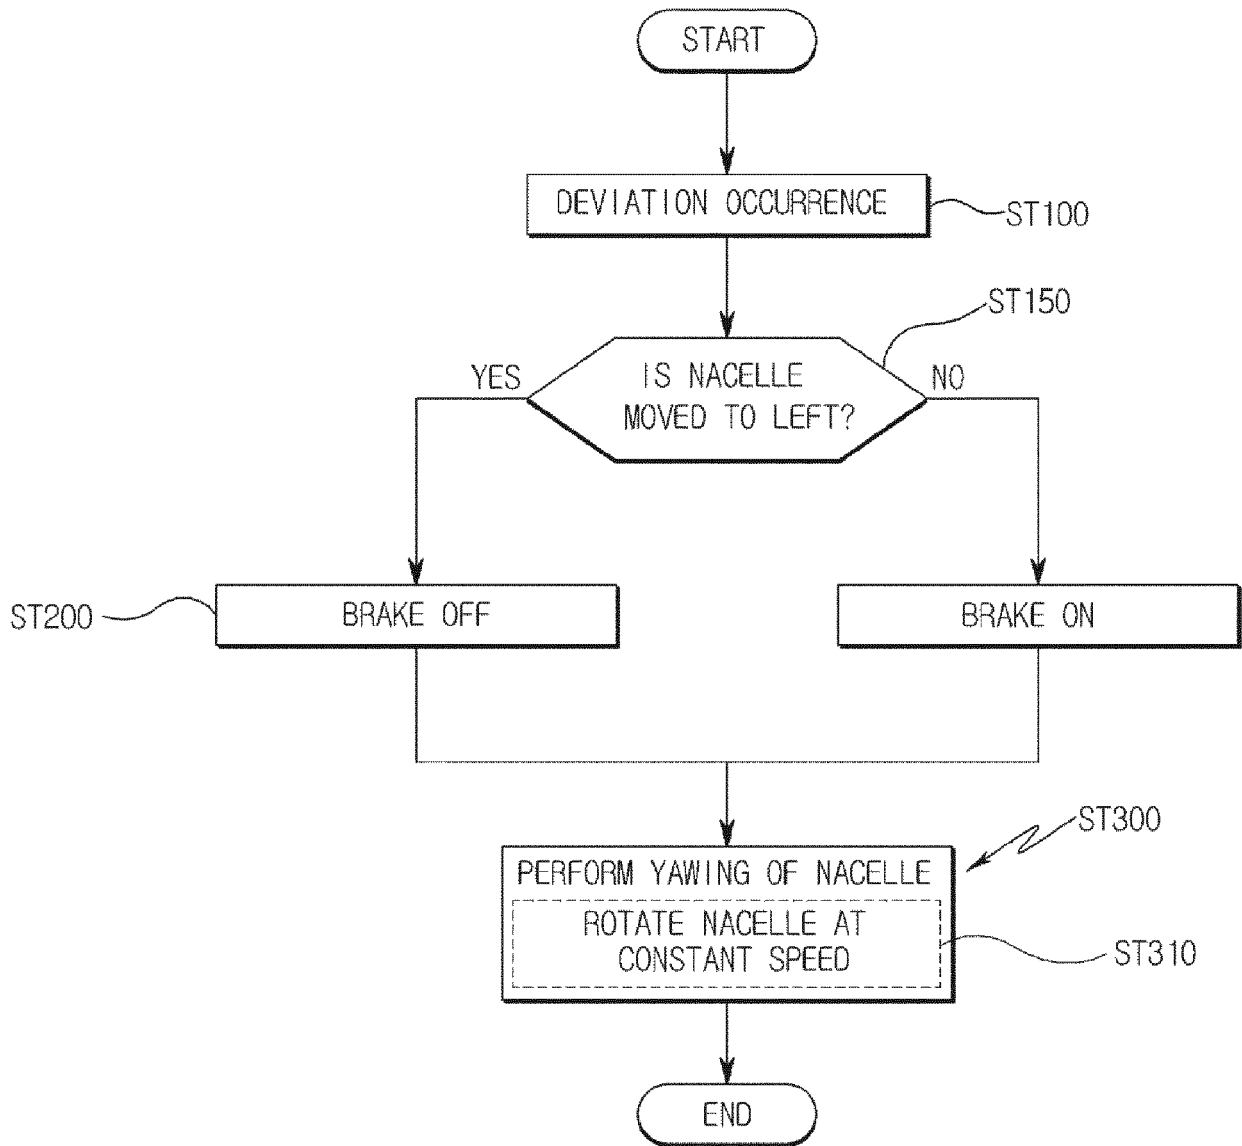 START
DEVIATION OCCURRENCE
ST100
ST150
YES
IS NACELLE
MOVED TO LEFT?
NO
ST200
BRAKE OFF
BRAKE ON
ST300
PERFORM YAWING OF NACELLE
ROTATE NACELLE AT
CONSTANT SPEED
ST310
END